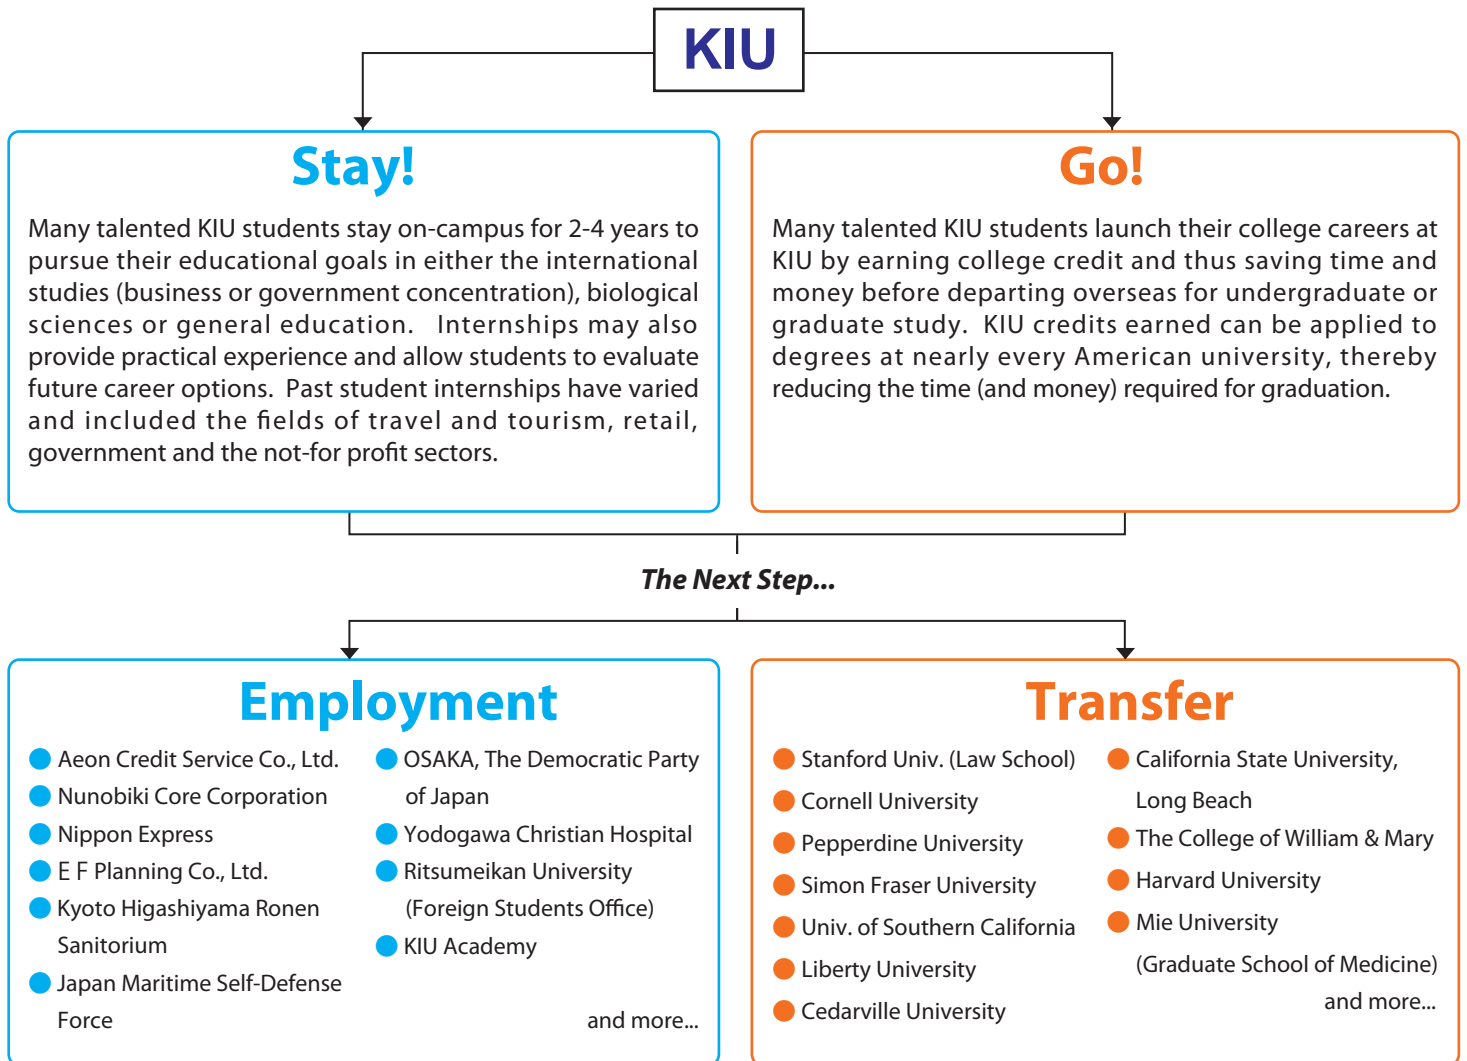 KIU
Stay!
Many talented KIU students stay on-campus for 2-4 years to
pursue their educational goals in either the international
studies (business or government concentration), biological
sciences or general education.   Internships may also
provide practical experience and allow students to evaluate
future career options.  Past student internships have varied
and included the fields of travel and tourism, retail,
government and the not-for profit sectors.
Go!
Many talented KIU students launch their college careers at
KIU by earning college credit and thus saving time and
money before departing overseas for undergraduate or
graduate study.  KIU credits earned can be applied to
degrees at nearly every American university, thereby
reducing the time (and money) required for graduation.
The Next Step...
Employment
Aeon Credit Service Co., Ltd.
Nunobiki Core Corporation
Nippon Express
E F Planning Co., Ltd.
Kyoto Higashiyama Ronen
Sanitorium
Japan Maritime Self-Defense
Force
OSAKA, The Democratic Party
of Japan
Yodogawa Christian Hospital
Ritsumeikan University
(Foreign Students Office)
KIU Academy
and more...
Transfer
Stanford Univ. (Law School)
Cornell University
Pepperdine University
Simon Fraser University
Univ. of Southern California
Liberty University
Cedarville University
California State University,
Long Beach
The College of William & Mary
Harvard University
Mie University
(Graduate School of Medicine)
and more...